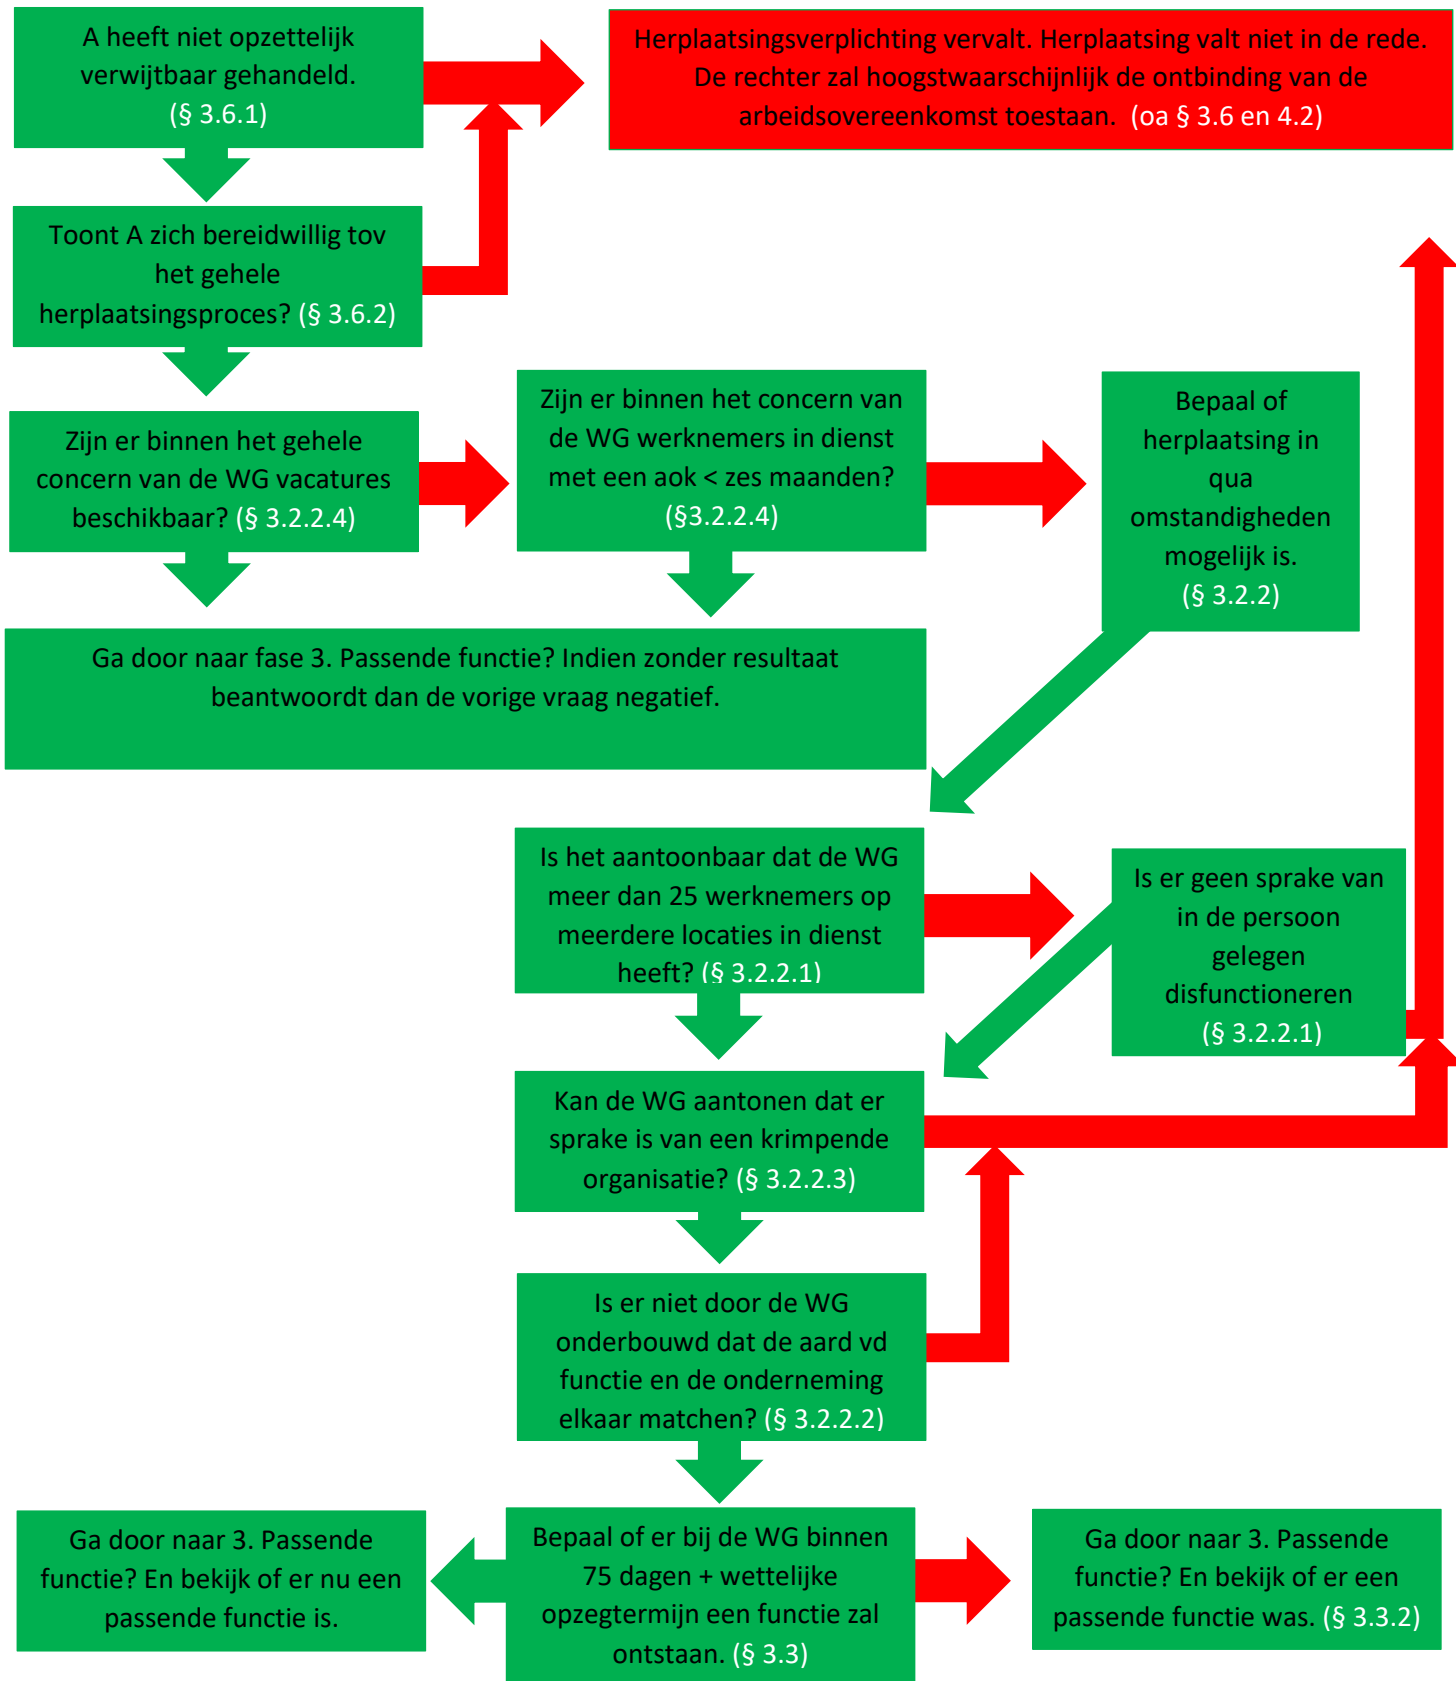 A heeft niet opzettelijk
verwijtbaar gehandeld.
(§ 3.6.1)
Herplaatsingsverplichting vervalt. Herplaatsing valt niet in de rede.
De rechter zal hoogstwaarschijnlijk de ontbinding van de
arbeidsovereenkomst toestaan. (oa § 3.6 en 4.2)
Toont A zich bereidwillig tov
het gehele
herplaatsingsproces? (§ 3.6.2)
Zijn er binnen het gehele
concern van de WG vacatures
beschikbaar? (§ 3.2.2.4)
Zijn er binnen het concern van
de WG werknemers in dienst
met een aok < zes maanden?
(§3.2.2.4)
Bepaal of
herplaatsing in
qua
omstandigheden
mogelijk is.
(§ 3.2.2)
Ga door naar fase 3. Passende functie? Indien zonder resultaat
beantwoordt dan de vorige vraag negatief.
Is het aantoonbaar dat de WG
meer dan 25 werknemers op
meerdere locaties in dienst
heeft? (§ 3.2.2.1)
Is er geen sprake van
in de persoon
gelegen
disfunctioneren
(§ 3.2.2.1)
Kan de WG aantonen dat er
sprake is van een krimpende
organisatie? (§ 3.2.2.3)
Is er niet door de WG
onderbouwd dat de aard vd
functie en de onderneming
elkaar matchen? (§ 3.2.2.2)
Ga door naar 3. Passende
functie? En bekijk of er nu een
passende functie is.
Bepaal of er bij de WG binnen
75 dagen + wettelijke
opzegtermijn een functie zal
ontstaan. (§ 3.3)
Ga door naar 3. Passende
functie? En bekijk of er een
passende functie was. (§ 3.3.2)